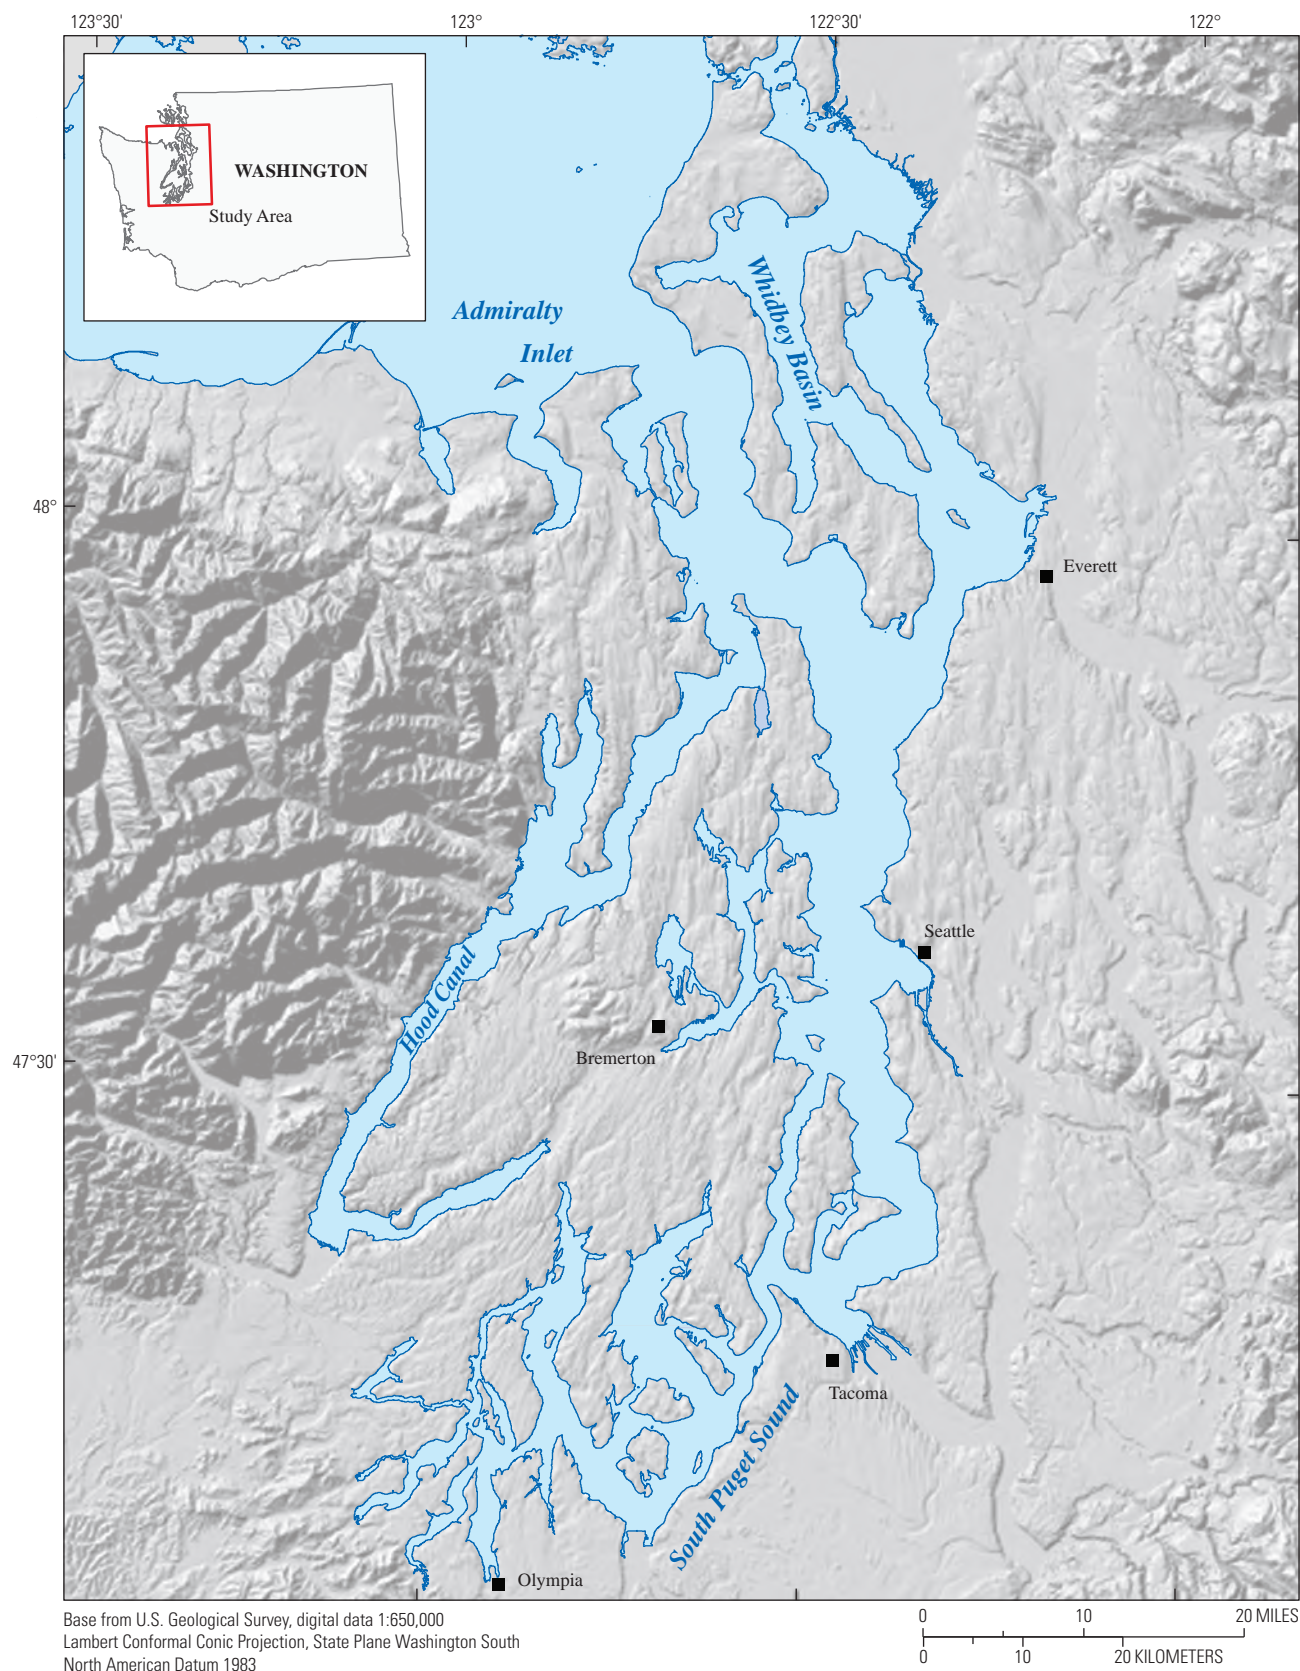 123°30'
123°
122°30'
122°
WASHINGTON
Study Area
Admiralty
Inlet
Whidbey Basin
48°
Everett
Seattle
Hood Canal
47°30'
Bremerton
Tacoma
South Puget Sound
Olympia
Base from U.S. Geological Survey, digital data 1:650,000
Lambert Conformal Conic Projection, State Plane Washington South
North American Datum 1983
0 10 20 MILES
0 10 20 KILOMETERS